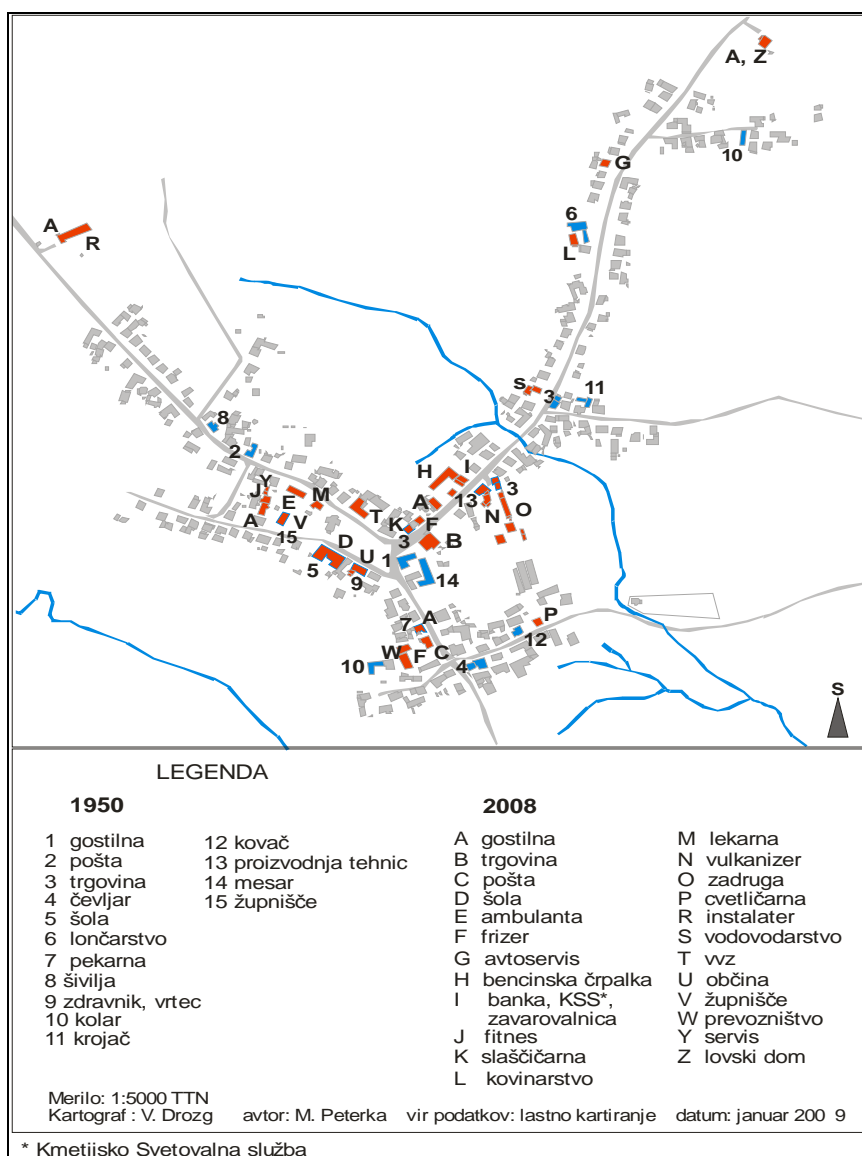 A, Z
10
G
A
R
6
L
S
3
11
8
2
H
I
Y
J
E
M
A
13
3
A
V
T
K
F
N
O
15
3
D
B
5
U
1
9
14
7
A
P
W
F
C
12
10
4
S
LEGENDA
1950
1 gostilna
2 pošta
3 trgovina
4 čevljar
5 šola
6 lončarstvo
7 pekarna
8 šivilja
9 zdravnik, vrtec
10 kolar
11 krojač
12 kovač
13 proizvodnja tehnic
14 mesar
15 župnišče
2008
A gostilna
B trgovina
C pošta
D šola
E ambulanta
F frizer
G avtoservis
H bencinska črpalka
I banka, KSS*,
zavarovalnica
J fitnes
K slaščičarna
L kovinarstvo
M lekarna
N vulkanizer
O zadruga
P cvetličarna
R instalater
S vodovodarstvo
T vvz
U občina
V župnišče
W prevozništvo
Y servis
Z lovski dom
Merilo: 1:5000 TTN
Kartograf : V. Drozg avtor: M. Peterka vir podatkov: lastno kartiranje datum: januar 200 9
* Kmetijsko Svetovalna služba